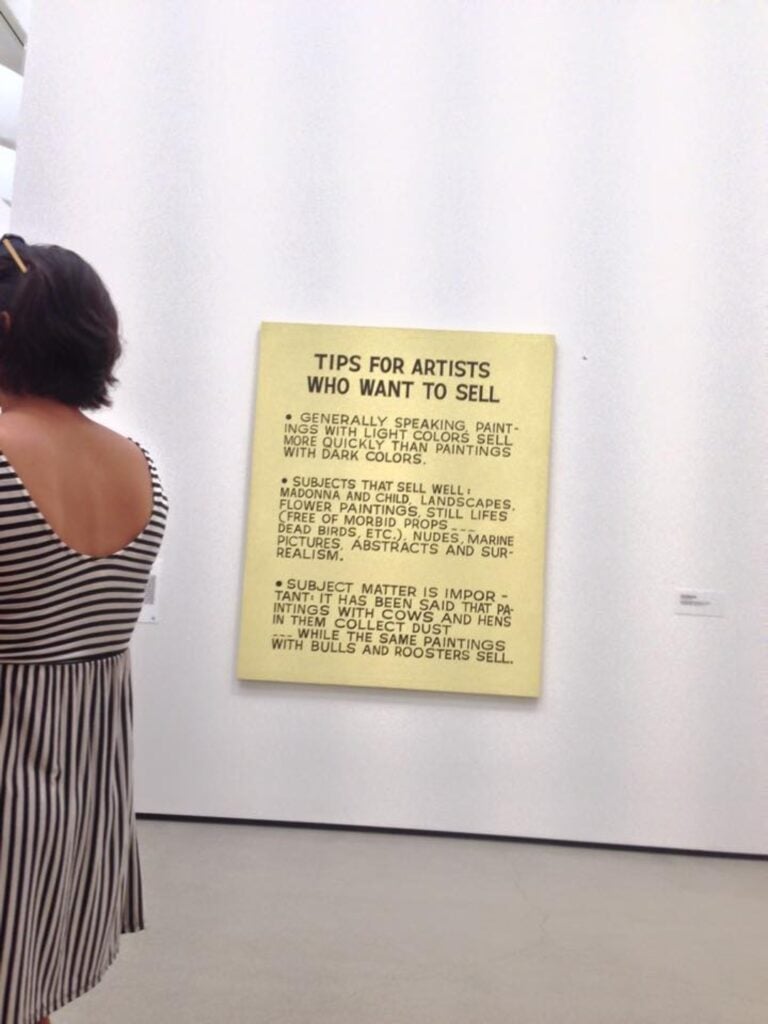 TIPS FOR ARTISTS
WHO WANT TO SELL
• GENERALLY SPEAKING, PAINT-
INGS WITH LIGHT COLORS SELL
MORE QUICKLY THAN PAINTINGS
WITH DARK COLORS.
• SUBJECTS THAT SELL WELL:
MADONNA AND CHILD, LANDSCAPES,
FLOWER PAINTINGS, STILL LIFES
(FREE OF MORBID PROPS ___
DEAD BIRDS, ETC.), NUDES, MARINE
PICTURES, ABSTRACTS AND SUR-
REALISM.
• SUBJECT MATTER IS IMPOR-
TANT: IT HAS BEEN SAID THAT PA-
INTINGS WITH COWS AND HENS
IN THEM COLLECT DUST
___ WHILE THE SAME PAINTINGS
WITH BULLS AND ROOSTERS SELL.